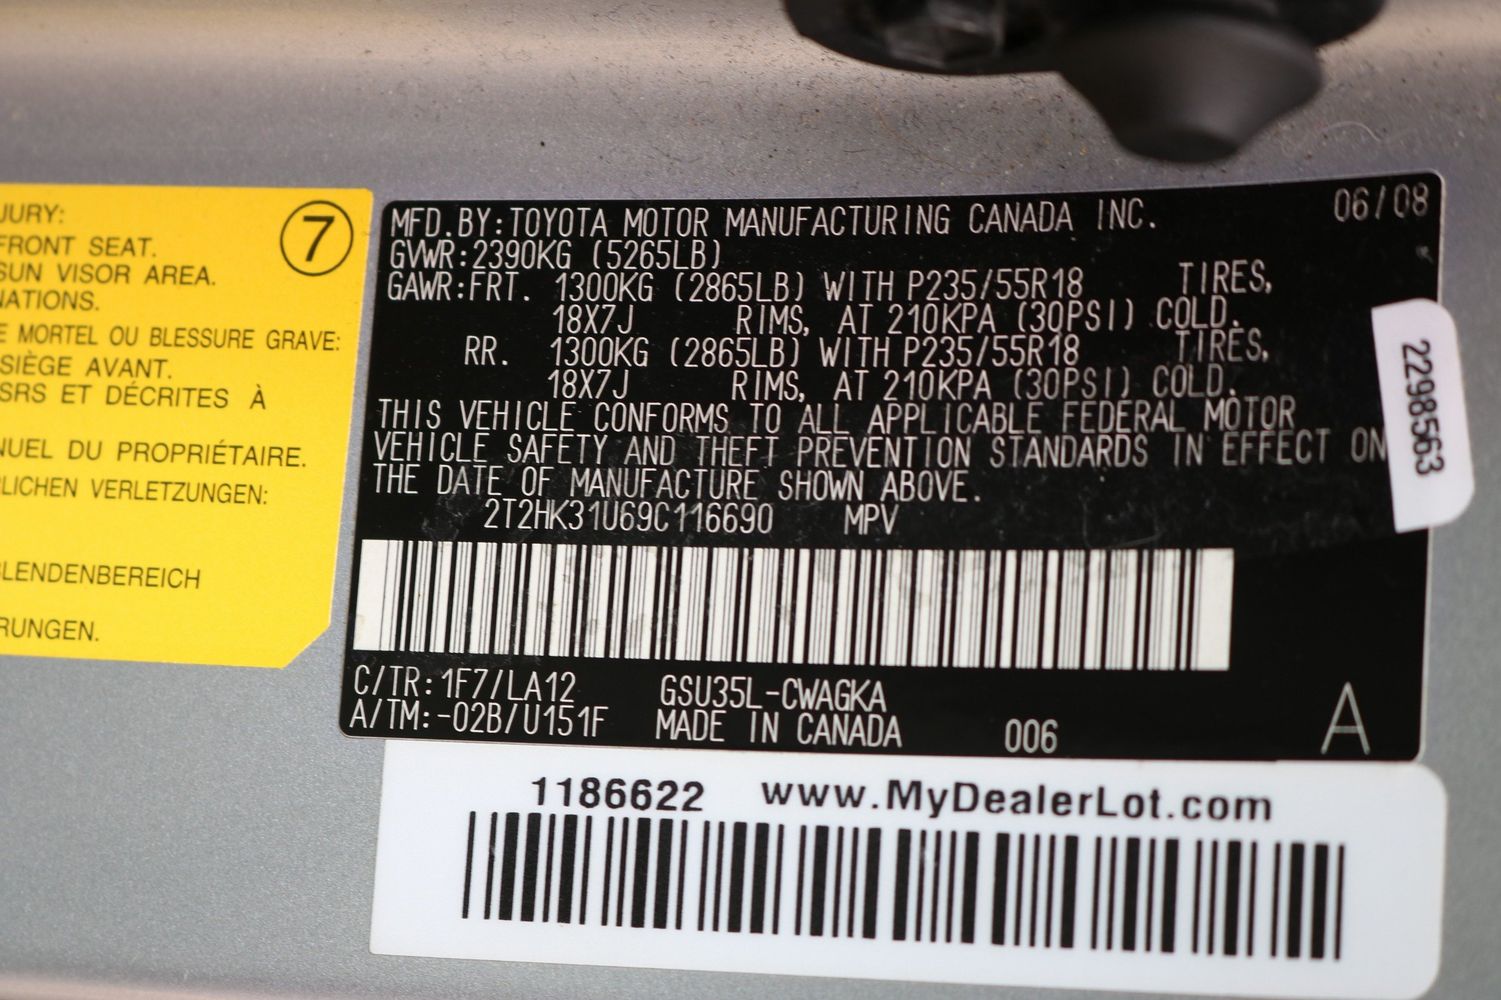 JURY:
FRONT SEAT.
SUN VISOR AREA.
NATIONS.
E MORTEL OU BLESSURE GRAVE:
SIÈGE AVANT.
SRS ET DÉCRITES À
NUEL DU PROPRIÉTAIRE.
LICHEN VERLETZUNGEN:
BLENDENBEREICH
RUNGEN.
7
MFD. BY: TOYOTA MOTOR MANUFACTURING CANADA INC. 06/08
GVWR: 2390KG (5265LB)
GAWR: FRT. 1300KG (2865LB) WITH P235/55R18 TIRES,
18X7J RIMS, AT 210KPA (30PSI) COLD.
RR. 1300KG (2865LB) WITH P235/55R18 TIRES,
18X7J RIMS, AT 210KPA (30PSI) COLD.
THIS VEHICLE CONFORMS TO ALL APPLICABLE FEDERAL MOTOR
VEHICLE SAFETY AND THEFT PREVENTION STANDARDS IN EFFECT ON
THE DATE OF MANUFACTURE SHOWN ABOVE.
2T2HK31U69C116690 MPV
C/TR: 1F7/LA12 GSU35L-CWAGKA
A/TM: -02B/U151F MADE IN CANADA 006 A
2298563
1186622 www.MyDealerLot.com